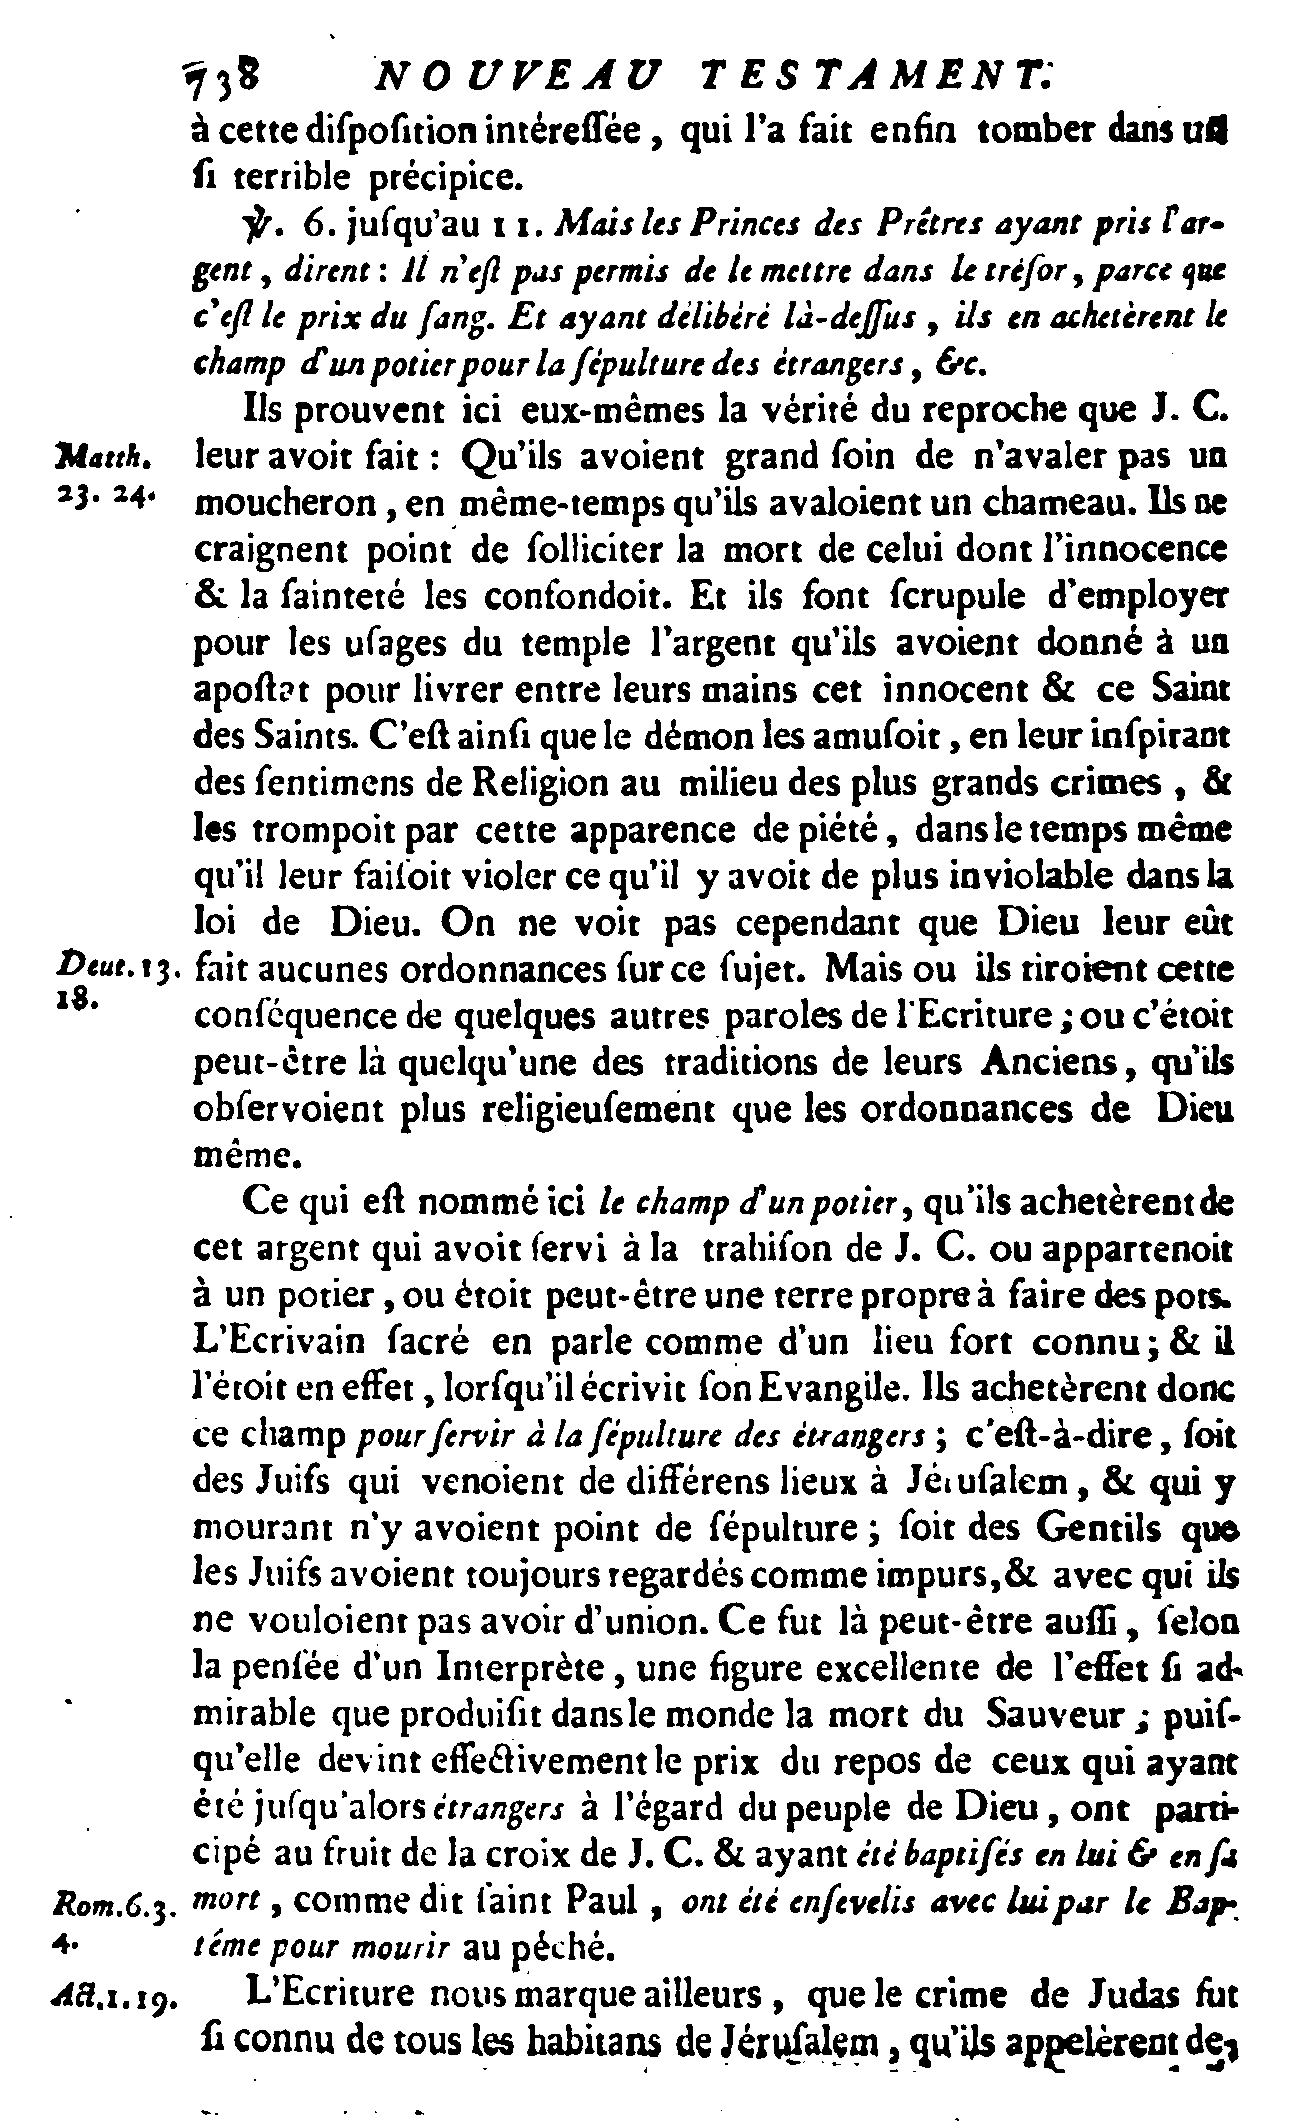 738 NOUVEAU TESTAMENT.
à cette diſpoſition intéreſſée, qui l'a fait enfin tomber dans un
ſi terrible précipice.
℣. 6. juſqu'au 11. Mais les Princes des Prêtres ayant pris l'ar-
gent, dirent : Il n'eſt pas permis de le mettre dans le tréſor, parce que
c'eſt le prix du ſang. Et ayant délibéré là-deſſus, ils en achetèrent le
champ d'un potier pour la ſépulture des étrangers, &c.
Ils prouvent ici eux-mêmes la vérité du reproche que J. C.
Matth. leur avoit fait : Qu'ils avoient grand ſoin de n'avaler pas un
23. 24. moucheron, en même-temps qu'ils avaloient un chameau. Ils ne
craignent point de ſolliciter la mort de celui dont l'innocence
& la ſainteté les confondoit. Et ils font ſcrupule d'employer
pour les uſages du temple l'argent qu'ils avoient donné à un
apoſtat pour livrer entre leurs mains cet innocent & ce Saint
des Saints. C'eſt ainſi que le démon les amuſoit, en leur inſpirant
des ſentimens de Religion au milieu des plus grands crimes, &
les trompoit par cette apparence de piété, dans le temps même
qu'il leur faiſoit violer ce qu'il y avoit de plus inviolable dans la
loi de Dieu. On ne voit pas cependant que Dieu leur eût
Deut. 13. fait aucunes ordonnances ſur ce ſujet. Mais ou ils tiroient cette
18. conſéquence de quelques autres paroles de l'Ecriture ; ou c'étoit
peut-être là quelqu'une des traditions de leurs Anciens, qu'ils
obſervoient plus religieuſement que les ordonnances de Dieu
même.
Ce qui eſt nommé ici le champ d'un potier, qu'ils achetèrent de
cet argent qui avoit ſervi à la trahiſon de J. C. ou appartenoit
à un potier, ou étoit peut-être une terre propre à faire des pots.
L'Ecrivain ſacré en parle comme d'un lieu fort connu ; & il
l'étoit en effet, lorſqu'il écrivit ſon Evangile. Ils achetèrent donc
ce champ pour ſervir à la ſépulture des étrangers ; c'eſt-à-dire, ſoit
des Juifs qui venoient de différens lieux à Jéruſalem, & qui y
mourant n'y avoient point de ſépulture ; ſoit des Gentils que
les Juifs avoient toujours regardés comme impurs, & avec qui ils
ne vouloient pas avoir d'union. Ce fut là peut-être auſſi, ſelon
la penſée d'un Interprète, une figure excellente de l'effet ſi ad-
mirable que produiſit dans le monde la mort du Sauveur ; puiſ-
qu'elle devint effectivement le prix du repos de ceux qui ayant
été juſqu'alors étrangers à l'égard du peuple de Dieu, ont parti-
cipé au fruit de la croix de J. C. & ayant été baptiſés en lui & en ſa
Rom. 6. 3. mort, comme dit ſaint Paul, ont été enſevelis avec lui par le Bap-
4. tême pour mourir au péché.
Act. 1. 19. L'Ecriture nous marque ailleurs, que le crime de Judas fut
ſi connu de tous les habitans de Jéruſalem, qu'ils appelèrent de-